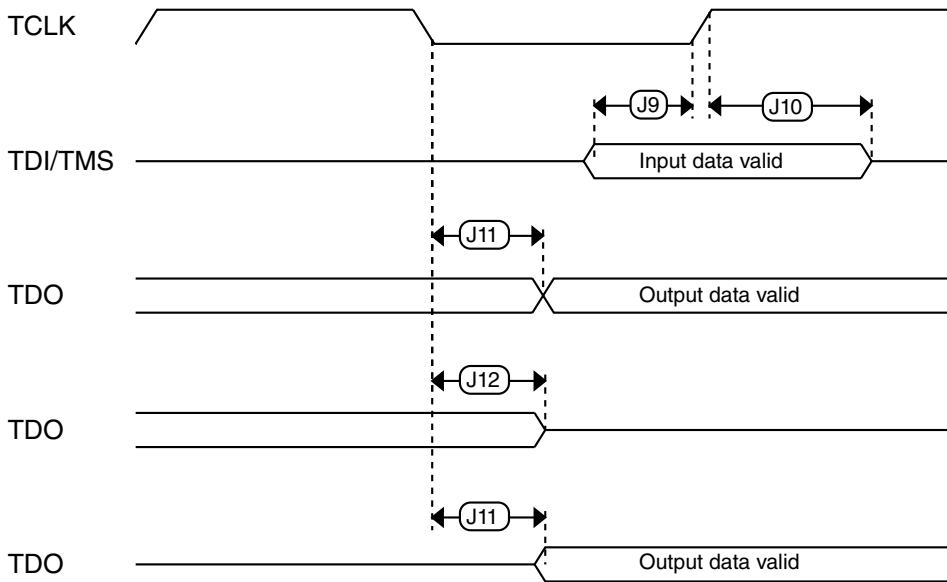 TCLK
J9
J10
TDI/TMS
Input data valid
J11
TDO
Output data valid
J12
TDO
J11
TDO
Output data valid